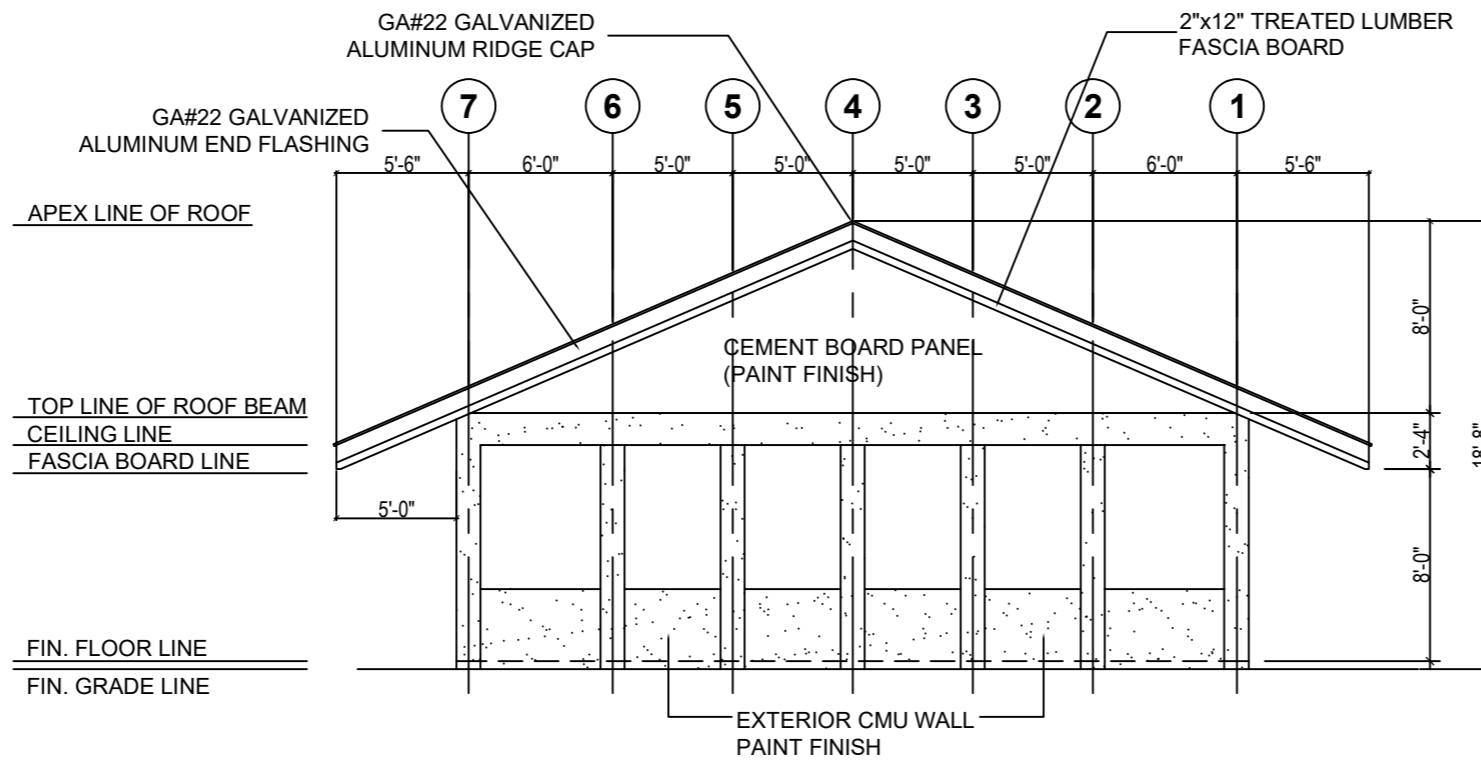 GA#22 GALVANIZED
ALUMINUM RIDGE CAP
2"x12" TREATED LUMBER
FASCIA BOARD
GA#22 GALVANIZED
ALUMINUM END FLASHING
7 6 5 4 3 2 1
5'-6" 6'-0" 5'-0" 5'-0" 5'-0" 5'-0" 6'-0" 5'-6"
APEX LINE OF ROOF
8'-0"
CEMENT BOARD PANEL
(PAINT FINISH)
TOP LINE OF ROOF BEAM
CEILING LINE
FASCIA BOARD LINE
2'-4"
18'-8"
5'-0"
8'-0"
FIN. FLOOR LINE
FIN. GRADE LINE
EXTERIOR CMU WALL
PAINT FINISH